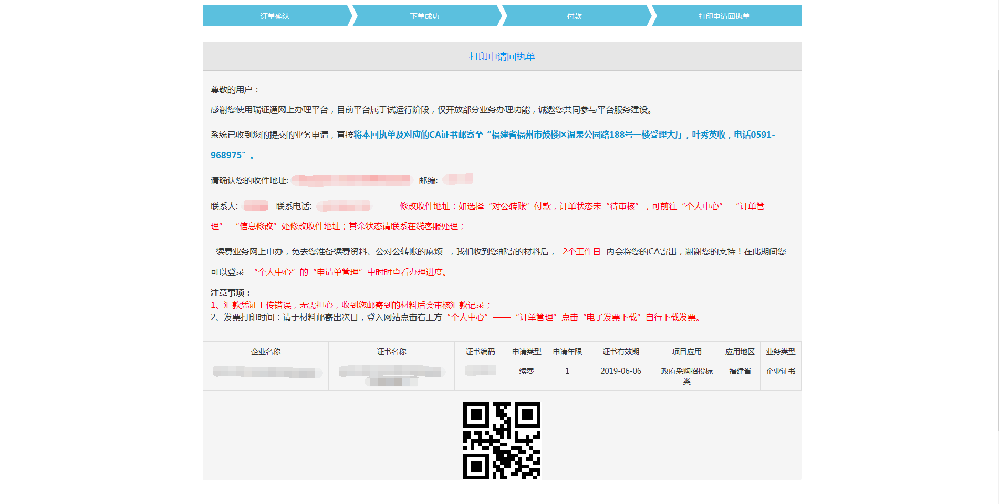 订单确认
下单成功
付款
打印申请回执单
打印申请回执单
尊敬的用户：
感谢您使用瑞证通网上办理平台，目前平台属于试运行阶段，仅开放部分业务办理功能，诚邀您共同参与平台服务建设。
系统已收到您的提交的业务申请，直接将本回执单及对应的CA证书邮寄至“福建省福州市鼓楼区温泉公园路188号一楼受理大厅，叶秀英收，电话0591-
968975”。
请确认您的收件地址: 邮编:
联系人: 联系电话: —— 修改收件地址：如选择“对公转账”付款，订单状态未“待审核”，可前往“个人中心”-“订单管
理”-“信息修改”处修改收件地址；其余状态请联系在线客服处理；
续费业务网上申办，免去您准备续费资料、公对公转账的麻烦 ，我们收到您邮寄的材料后， 2个工作日 内会将您的CA寄出，谢谢您的支持！在此期间您
可以登录 “个人中心”的“申请单管理”中时时查看办理进度。
注意事项：
1、汇款凭证上传错误，无需担心，收到您邮寄到的材料后会审核汇款记录；
2、发票打印时间：请于材料邮寄出次日，登入网站点击右上方“个人中心”——“订单管理”点击“电子发票下载”自行下载发票。
企业名称 证书名称 证书编码 申请类型 申请年限 证书有效期 项目应用 应用地区 业务类型
续费 1 2019-06-06 政府采购招投标 福建省 企业证书
类